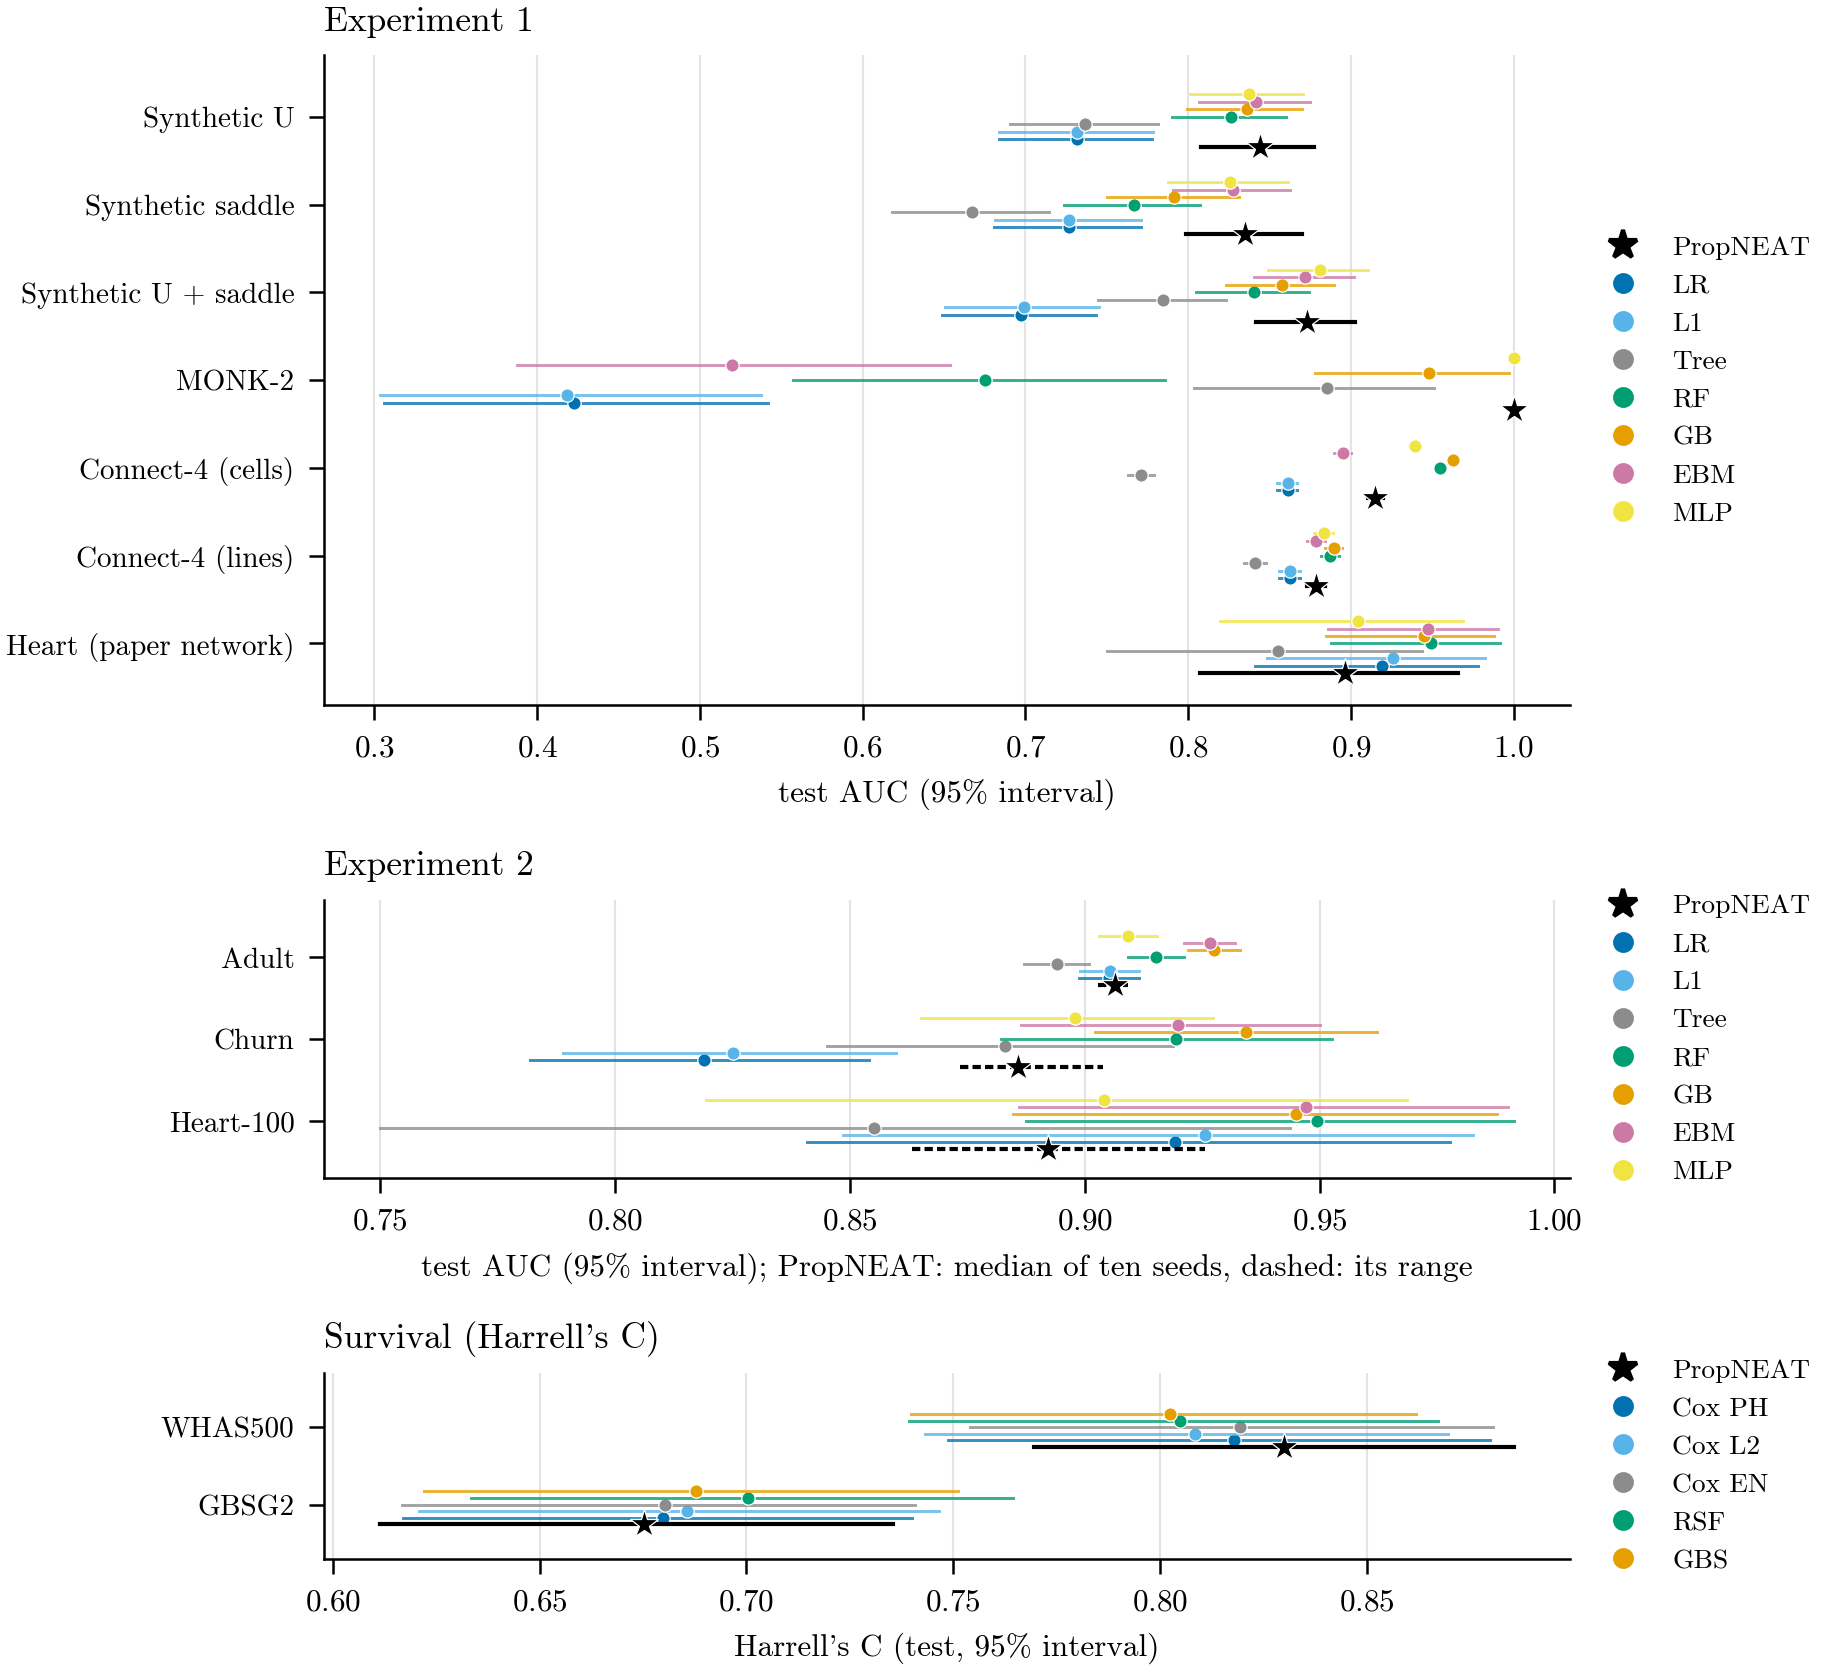 Experiment 1
Synthetic U
Synthetic saddle
Synthetic U + saddle
MONK-2
Connect-4 (cells)
Connect-4 (lines)
Heart (paper network)
0.3 0.4 0.5 0.6 0.7 0.8 0.9 1.0
test AUC (95% interval)
PropNEAT
LR
L1
Tree
RF
GB
EBM
MLP
Experiment 2
Adult
Churn
Heart-100
0.75 0.80 0.85 0.90 0.95 1.00
test AUC (95% interval); PropNEAT: median of ten seeds, dashed: its range
PropNEAT
LR
L1
Tree
RF
GB
EBM
MLP
Survival (Harrell's C)
WHAS500
GBSG2
0.60 0.65 0.70 0.75 0.80 0.85
Harrell's C (test, 95% interval)
PropNEAT
Cox PH
Cox L2
Cox EN
RSF
GBS